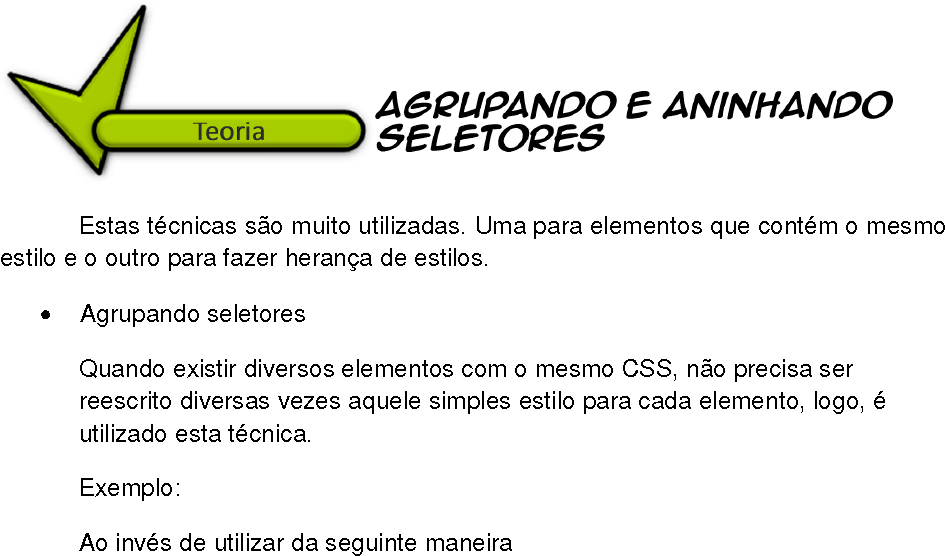 Teoria
AGRUPANDO E ANINHANDO
SELETORES
Estas técnicas são muito utilizadas. Uma para elementos que contém o mesmo
estilo e o outro para fazer herança de estilos.
• Agrupando seletores
Quando existir diversos elementos com o mesmo CSS, não precisa ser
reescrito diversas vezes aquele simples estilo para cada elemento, logo, é
utilizado esta técnica.
Exemplo:
Ao invés de utilizar da seguinte maneira